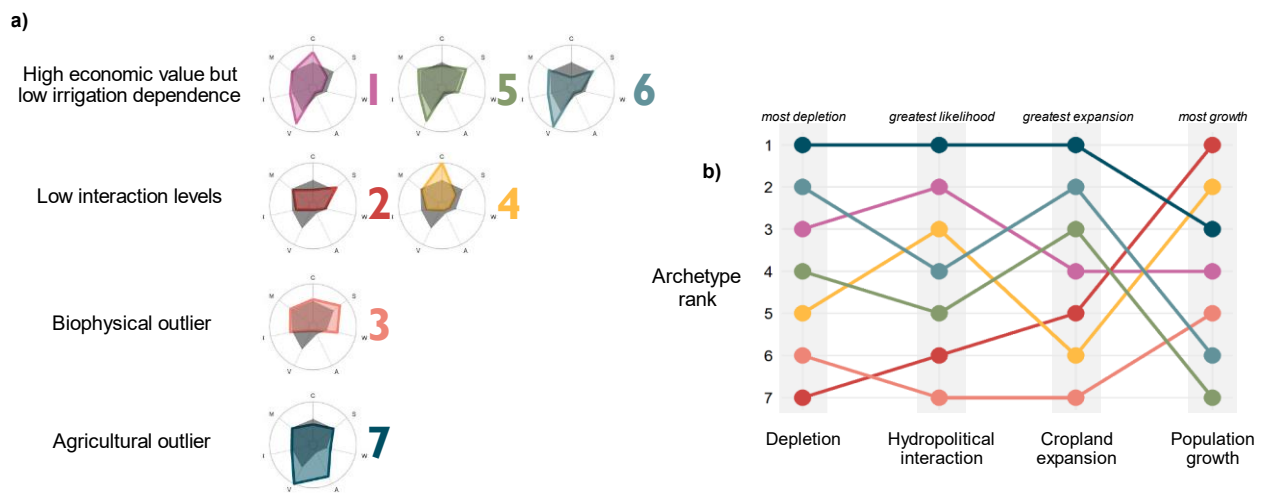 a)
High economic value but
low irrigation dependence
C
S
W
A
V
I
M
1
C
S
W
A
V
I
M
5
C
S
W
A
V
I
M
6
Low interaction levels
C
S
W
A
V
I
M
2
C
S
W
A
V
I
M
4
Biophysical outlier
C
S
W
A
V
I
M
3
Agricultural outlier
C
S
W
A
V
I
M
7
b)
most depletion
greatest likelihood
greatest expansion
most growth
Archetype
rank
1
2
3
4
5
6
7
Depletion
Hydropolitical
interaction
Cropland
expansion
Population
growth